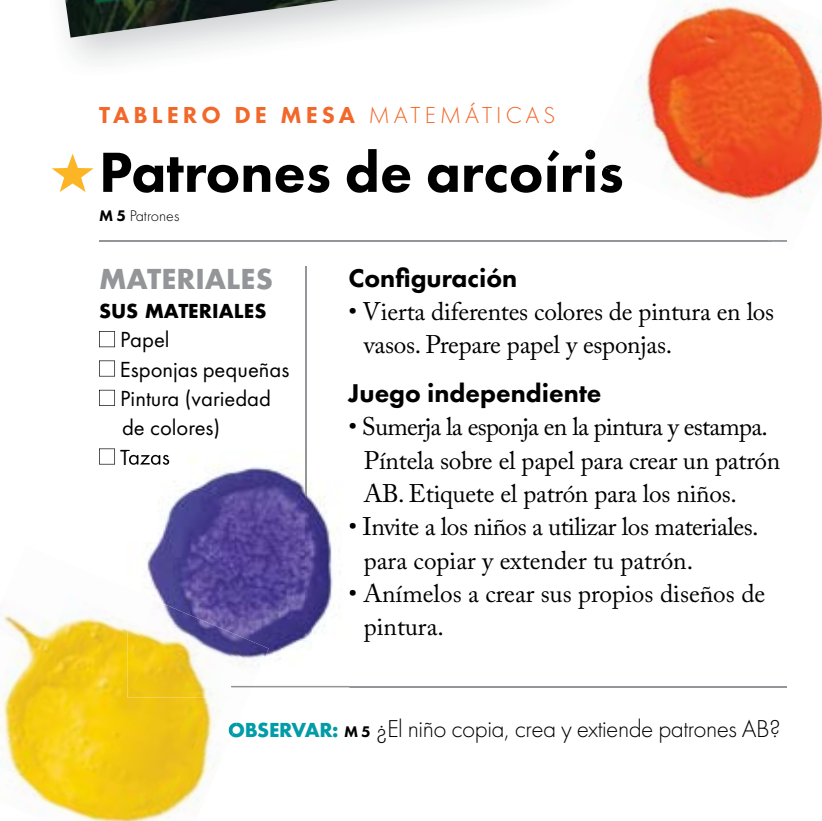 TABLERO DE MESA MATEMÁTICAS
Patrones de arcoíris
M 5 Patrones
MATERIALES
SUS MATERIALES
Papel
Esponjas pequeñas
Pintura (variedad
de colores)
Tazas
Configuración
• Vierta diferentes colores de pintura en los
vasos. Prepare papel y esponjas.
Juego independiente
• Sumerja la esponja en la pintura y estampa.
Píntela sobre el papel para crear un patrón
AB. Etiquete el patrón para los niños.
• Invite a los niños a utilizar los materiales.
para copiar y extender tu patrón.
• Anímelos a crear sus propios diseños de
pintura.
OBSERVAR: M 5 ¿El niño copia, crea y extiende patrones AB?